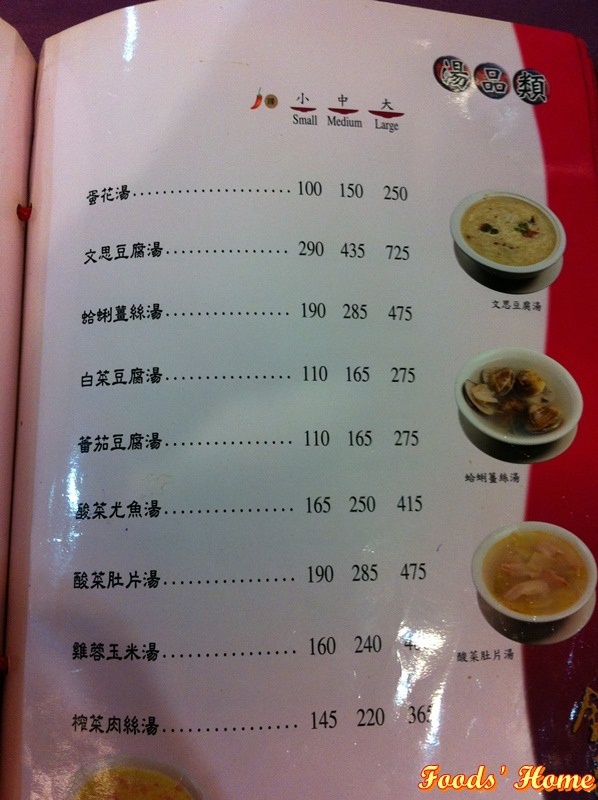 湯品類
辣 小 中 大
Small Medium Large
蛋花湯...................... 100 150 250
文思豆腐湯................. 290 435 725
文思豆腐湯
蛤蜊薑絲湯................. 190 285 475
白菜豆腐湯................. 110 165 275
蕃茄豆腐湯................. 110 165 275
蛤蜊薑絲湯
酸菜尤魚湯................. 165 250 415
酸菜肚片湯................. 190 285 475
雞蓉玉米湯................. 160 240
酸菜肚片湯
榨菜肉絲湯................. 145 220 365
Foods' Home